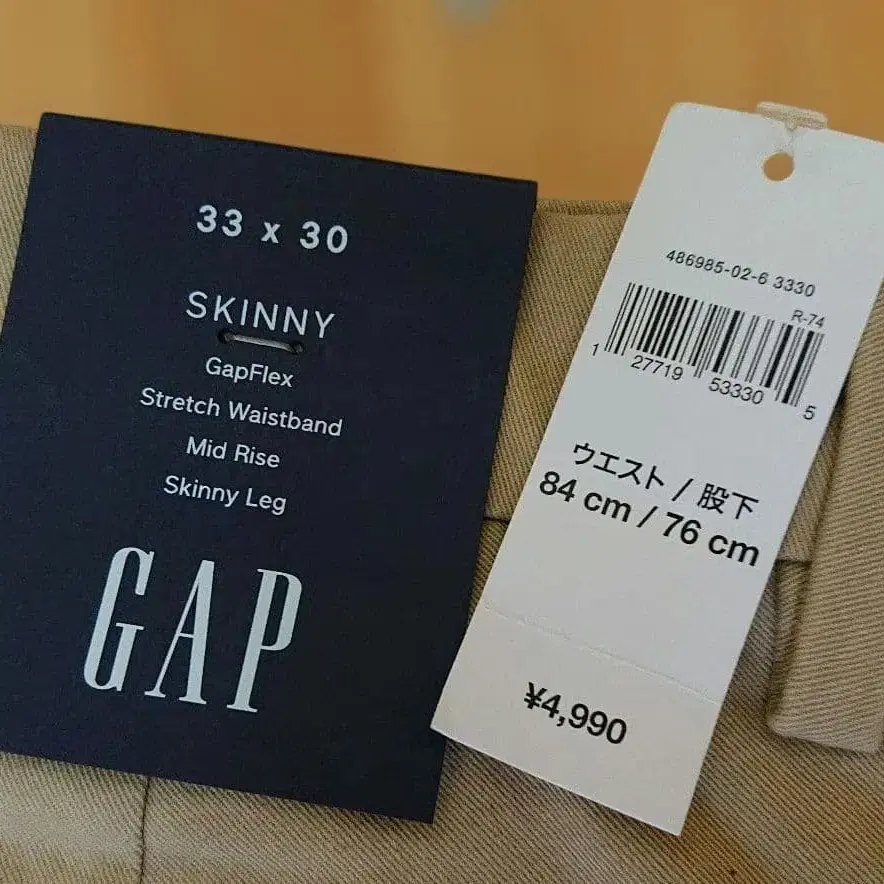 33 x 30
SKINNY
GapFlex
Stretch Waistband
Mid Rise
Skinny Leg
GAP
486985-02-6 3330
R-74
1 27719 53330 5
ウエスト / 股下
84 cm / 76 cm
¥4,990